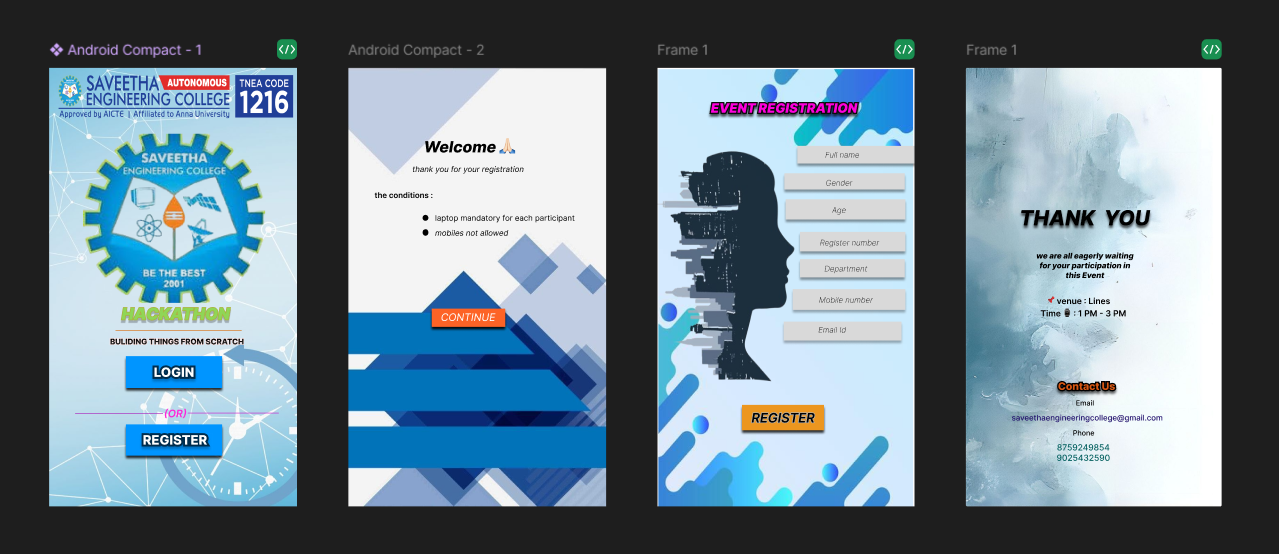 Android Compact - 1
SAVEETHA AUTONOMOUS
ENGINEERING COLLEGE
Approved by AICTE | Affiliated to Anna University
TNEA CODE
1216
SAVEETHA
ENGINEERING COLLEGE
BE THE BEST
2001
HACKATHON
BULIDING THINGS FROM SCRATCH
LOGIN
(OR)
REGISTER
Android Compact - 2
Welcome 🙏🏻
thank you for your registration
the conditions :
● laptop mandatory for each participant
● mobiles not allowed
CONTINUE
Frame 1
EVENT REGISTRATION
Full name
Gender
Age
Register number
Department
Mobile number
Email Id
REGISTER
Frame 1
THANK YOU
we are all eagerly waiting
for your participation in
this Event
📌 venue : Lines
Time ⌚ : 1 PM - 3 PM
Contact Us
Email
saveethaengineeringcollege@gmail.com
Phone
8759249854
9025432590